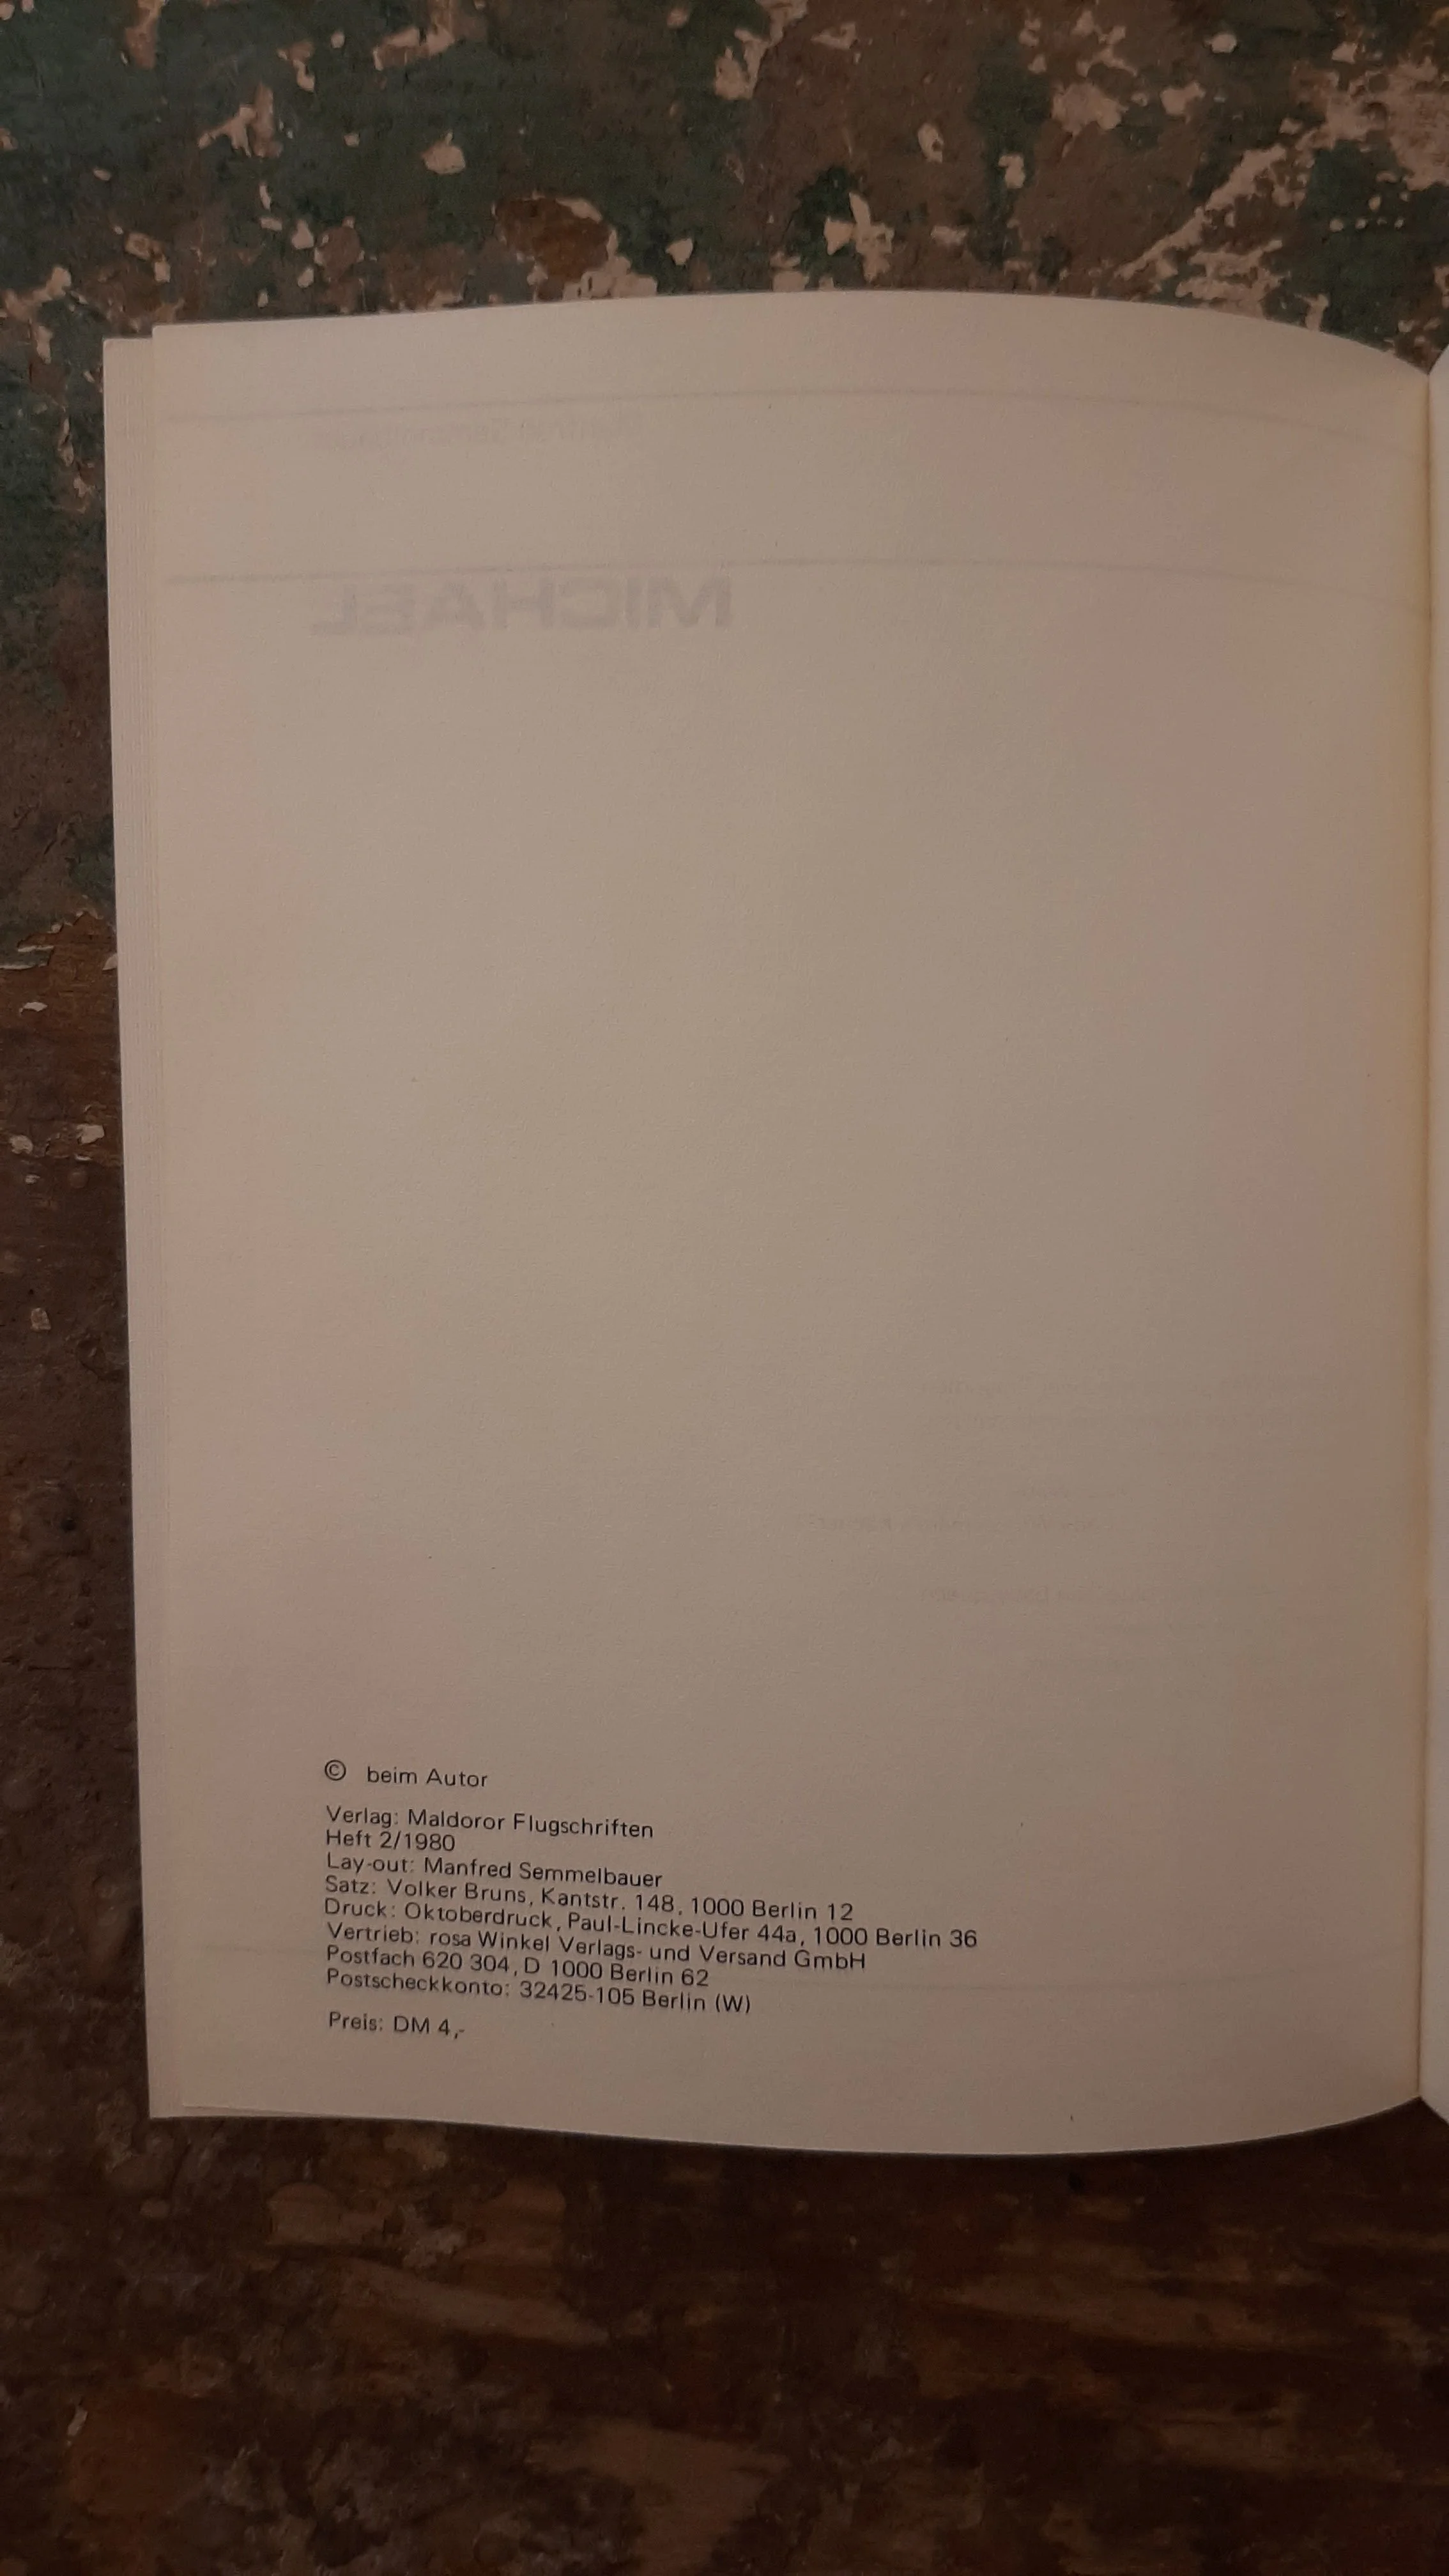 MICHAEL
© beim Autor
Verlag: Maldoror Flugschriften
Heft 2/1980
Lay-out: Manfred Semmelbauer
Satz: Volker Bruns, Kantstr. 148, 1000 Berlin 12
Druck: Oktoberdruck, Paul-Lincke-Ufer 44a, 1000 Berlin 36
Vertrieb: rosa Winkel Verlags- und Versand GmbH
Postfach 620 304, D 1000 Berlin 62
Postscheckkonto: 32425-105 Berlin (W)
Preis: DM 4,-